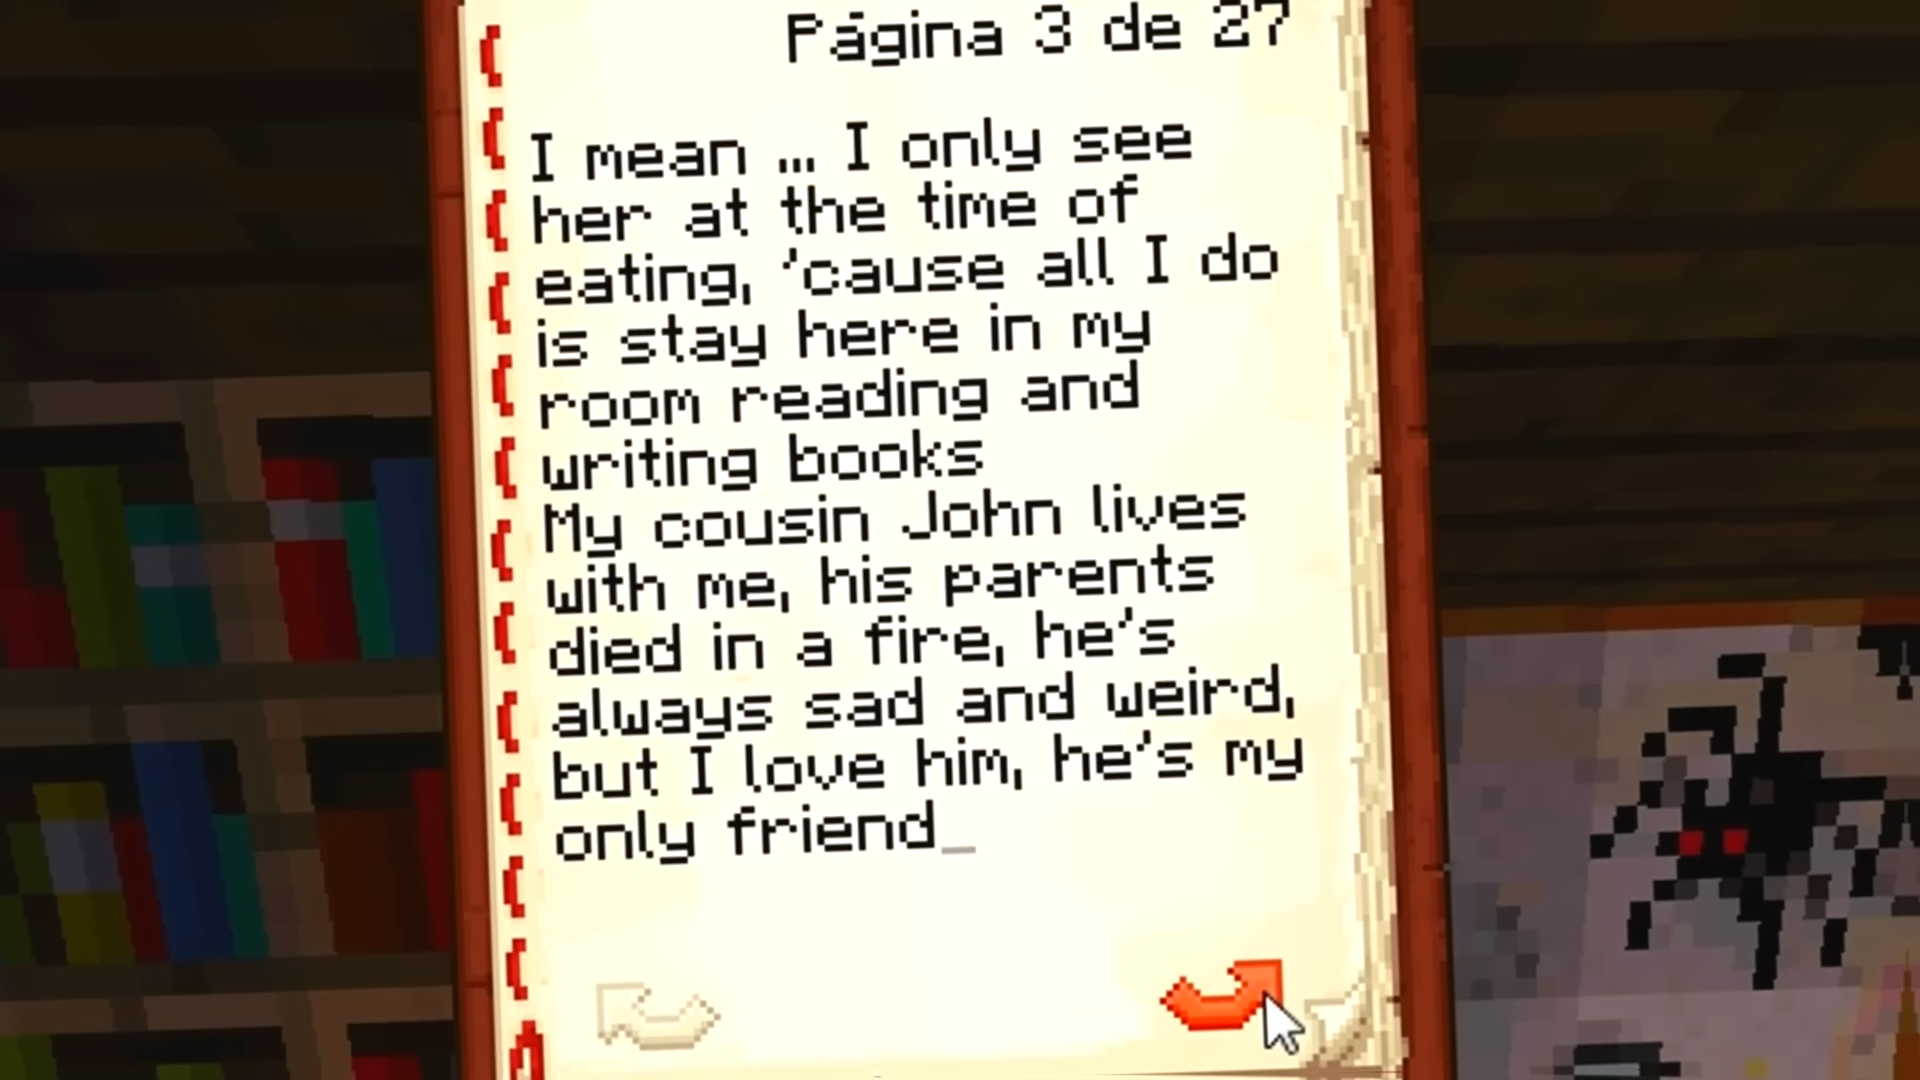 Página 3 de 27
I mean ... I only see
her at the time of
eating, 'cause all I do
is stay here in my
room reading and
writing books
My cousin John lives
with me, his parents
died in a fire, he's
always sad and weird,
but I love him, he's my
only friend_